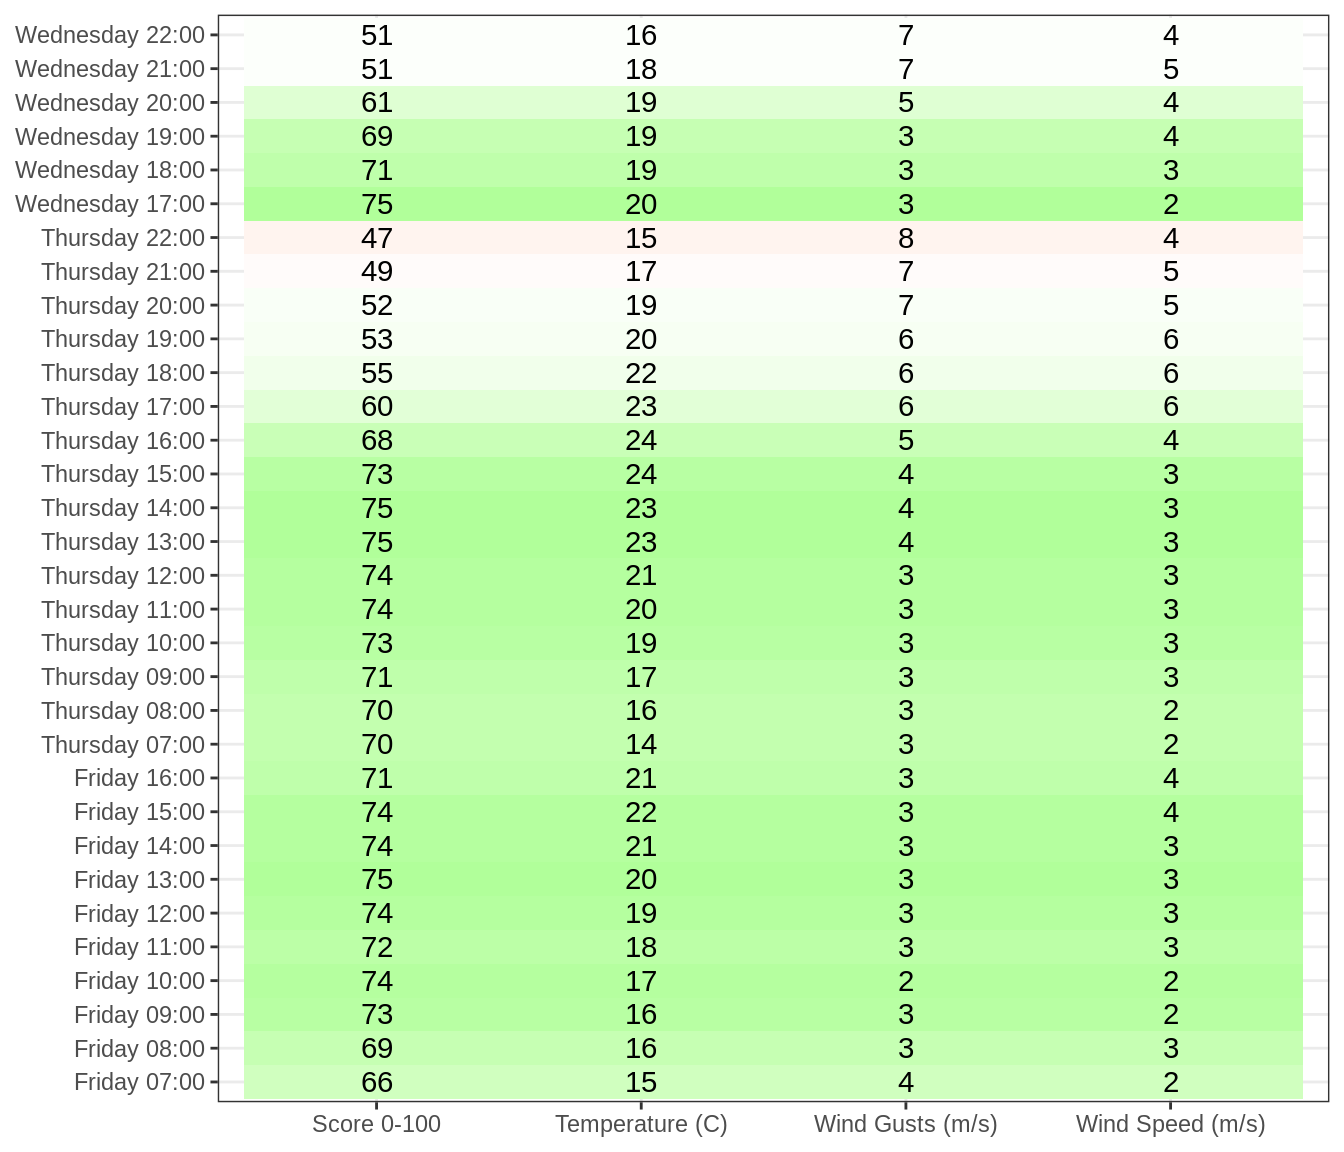 Wednesday 22:00 51 16 7 4
Wednesday 21:00 51 18 7 5
Wednesday 20:00 61 19 5 4
Wednesday 19:00 69 19 3 4
Wednesday 18:00 71 19 3 3
Wednesday 17:00 75 20 3 2
Thursday 22:00 47 15 8 4
Thursday 21:00 49 17 7 5
Thursday 20:00 52 19 7 5
Thursday 19:00 53 20 6 6
Thursday 18:00 55 22 6 6
Thursday 17:00 60 23 6 6
Thursday 16:00 68 24 5 4
Thursday 15:00 73 24 4 3
Thursday 14:00 75 23 4 3
Thursday 13:00 75 23 4 3
Thursday 12:00 74 21 3 3
Thursday 11:00 74 20 3 3
Thursday 10:00 73 19 3 3
Thursday 09:00 71 17 3 3
Thursday 08:00 70 16 3 2
Thursday 07:00 70 14 3 2
Friday 16:00 71 21 3 4
Friday 15:00 74 22 3 4
Friday 14:00 74 21 3 3
Friday 13:00 75 20 3 3
Friday 12:00 74 19 3 3
Friday 11:00 72 18 3 3
Friday 10:00 74 17 2 2
Friday 09:00 73 16 3 2
Friday 08:00 69 16 3 3
Friday 07:00 66 15 4 2
Score 0-100 Temperature (C) Wind Gusts (m/s) Wind Speed (m/s)